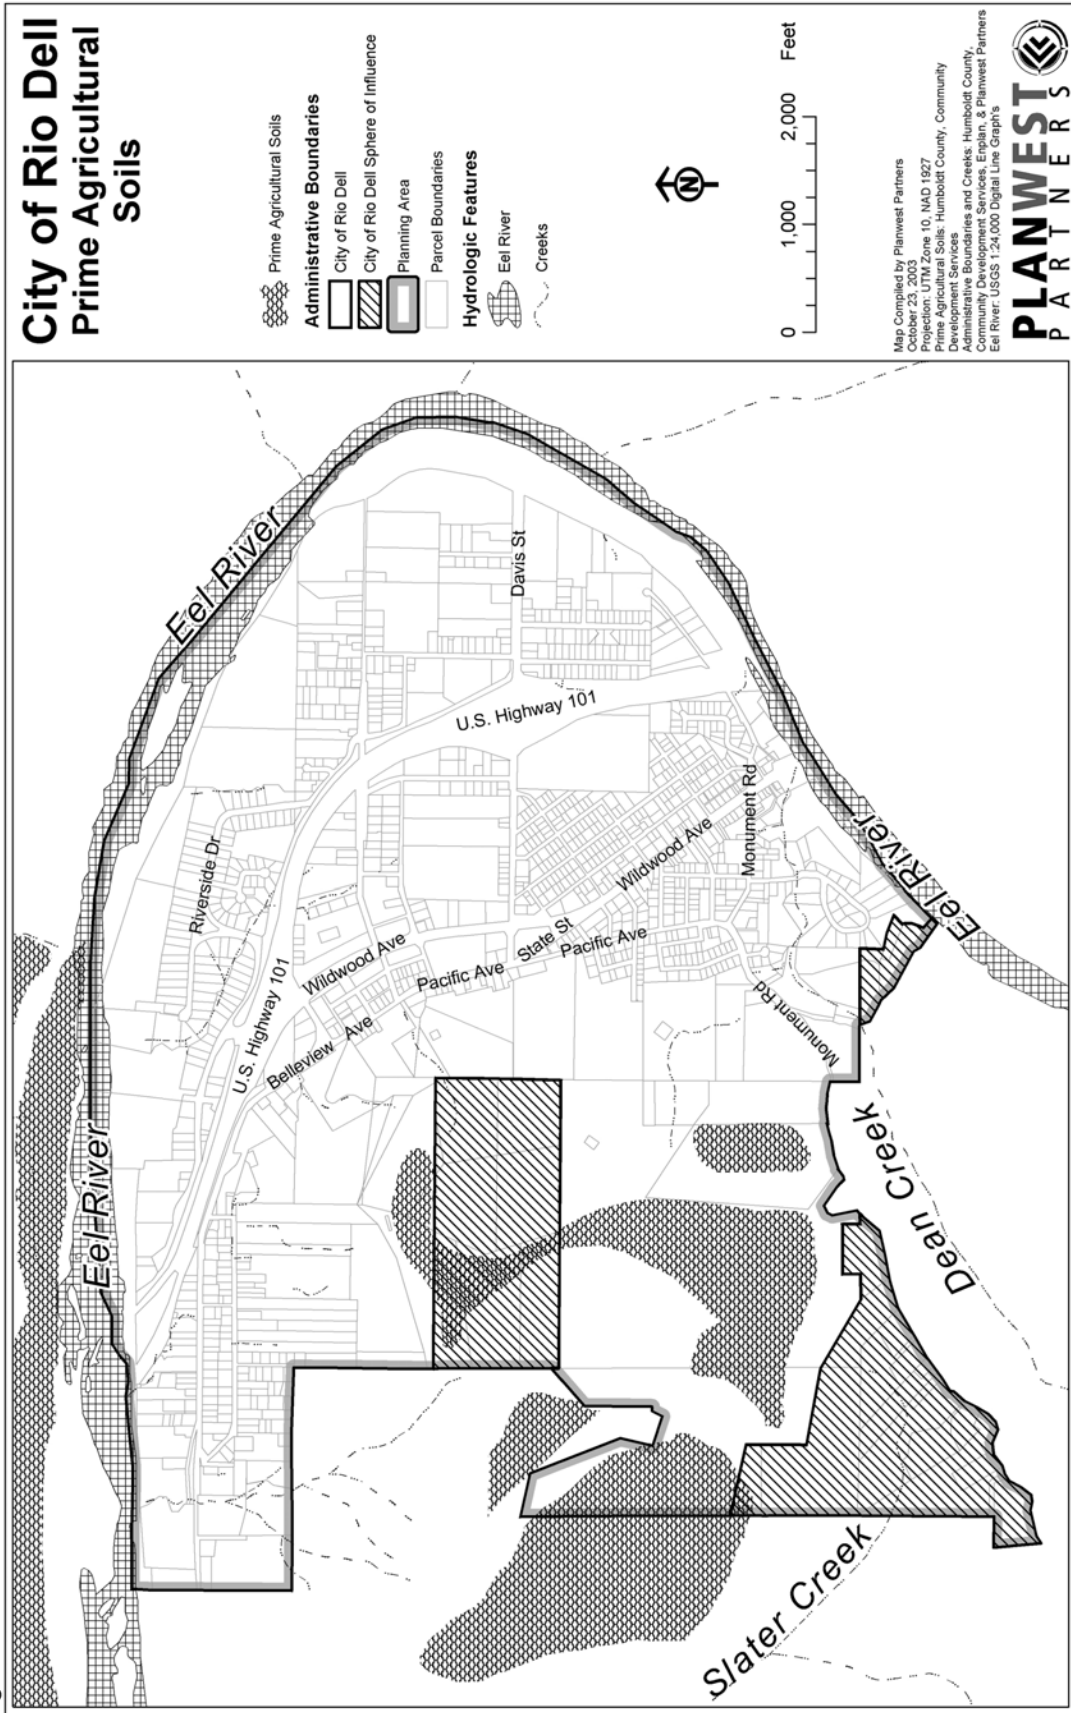 City of Rio Dell
Prime Agricultural
Soils
Prime Agricultural Soils
Administrative Boundaries
City of Rio Dell
City of Rio Dell Sphere of Influence
Planning Area
Parcel Boundaries
Hydrologic Features
Eel River
Creeks
N
0 1,000 2,000 Feet
Map Compiled by Planwest Partners
October 23, 2003
Projection: UTM Zone 10, NAD 1927
Prime Agricultural Soils: Humboldt County, Community
Development Services
Administrative Boundaries and Creeks: Humboldt County,
Community Development Services, Enplan, & Planwest Partners
Eel River: USGS 1:24,000 Digital Line Graph's
PLANWEST
PARTNERS
Eel River
Eel River
Riverside Dr
U.S. Highway 101
U.S. Highway 101
Davis St
Wildwood Ave
Belleview Ave
Pacific Ave
State St
Pacific Ave
Wildwood Ave
Monument Rd
Monument Rd
Eel River
Dean Creek
Slater Creek